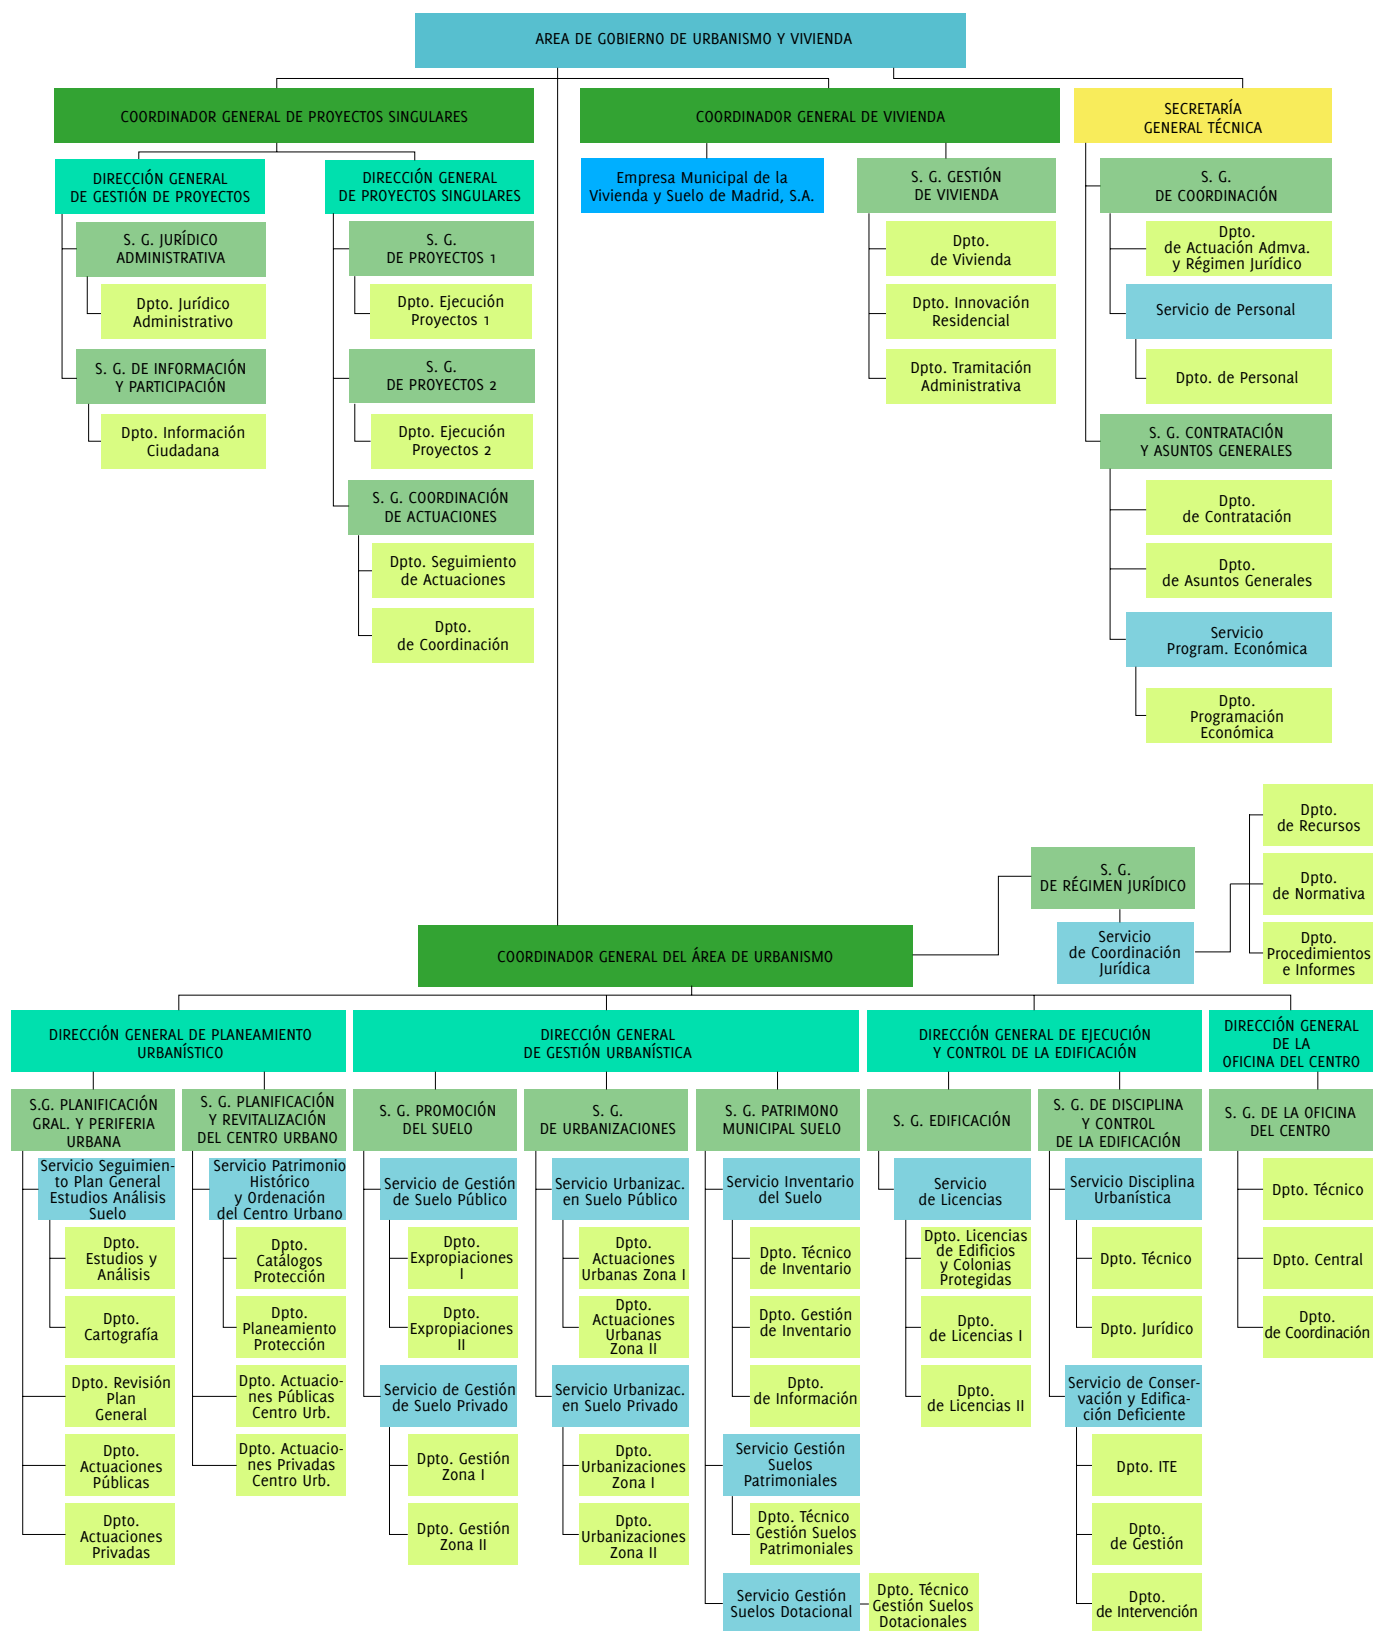 AREA DE GOBIERNO DE URBANISMO Y VIVIENDA
COORDINADOR GENERAL DE PROYECTOS SINGULARES
COORDINADOR GENERAL DE VIVIENDA
SECRETARÍA
GENERAL TÉCNICA
DIRECCIÓN GENERAL
DE GESTIÓN DE PROYECTOS
S. G. JURÍDICO
ADMINISTRATIVA
Dpto. Jurídico
Administrativo
S. G. DE INFORMACIÓN
Y PARTICIPACIÓN
Dpto. Información
Ciudadana
DIRECCIÓN GENERAL
DE PROYECTOS SINGULARES
S. G.
DE PROYECTOS 1
Dpto. Ejecución
Proyectos 1
S. G.
DE PROYECTOS 2
Dpto. Ejecución
Proyectos 2
S. G. COORDINACIÓN
DE ACTUACIONES
Dpto. Seguimiento
de Actuaciones
Dpto.
de Coordinación
Empresa Municipal de la
Vivienda y Suelo de Madrid, S.A.
S. G. GESTIÓN
DE VIVIENDA
Dpto.
de Vivienda
Dpto. Innovación
Residencial
Dpto. Tramitación
Administrativa
S. G.
DE COORDINACIÓN
Dpto.
de Actuación Admva.
y Régimen Jurídico
Servicio de Personal
Dpto. de Personal
S. G. CONTRATACIÓN
Y ASUNTOS GENERALES
Dpto.
de Contratación
Dpto.
de Asuntos Generales
Servicio
Program. Económica
Dpto.
Programación
Económica
COORDINADOR GENERAL DEL ÁREA DE URBANISMO
S. G.
DE RÉGIMEN JURÍDICO
Servicio
de Coordinación
Jurídica
Dpto.
de Recursos
Dpto.
de Normativa
Dpto.
Procedimientos
e Informes
DIRECCIÓN GENERAL DE PLANEAMIENTO
URBANÍSTICO
S.G. PLANIFICACIÓN
GRAL. Y PERIFERIA
URBANA
Servicio Seguimien-
to Plan General
Estudios Análisis
Suelo
Dpto.
Estudios y
Análisis
Dpto.
Cartografía
Dpto. Revisión
Plan
General
Dpto.
Actuaciones
Públicas
Dpto.
Actuaciones
Privadas
S. G. PLANIFICACIÓN
Y REVITALIZACIÓN
DEL CENTRO URBANO
Servicio Patrimonio
Histórico
y Ordenación
del Centro Urbano
Dpto.
Catálogos
Protección
Dpto.
Planeamiento
Protección
Dpto. Actuacio-
nes Públicas
Centro Urb.
Dpto. Actuacio-
nes Privadas
Centro Urb.
DIRECCIÓN GENERAL
DE GESTIÓN URBANÍSTICA
S. G. PROMOCIÓN
DEL SUELO
Servicio de Gestión
de Suelo Público
Dpto.
Expropiaciones
I
Dpto.
Expropiaciones
II
Servicio de Gestión
de Suelo Privado
Dpto. Gestión
Zona I
Dpto. Gestión
Zona II
S. G.
DE URBANIZACIONES
Servicio Urbanizac.
en Suelo Público
Dpto.
Actuaciones
Urbanas Zona I
Dpto.
Actuaciones
Urbanas
Zona II
Servicio Urbanizac.
en Suelo Privado
Dpto.
Urbanizaciones
Zona I
Dpto.
Urbanizaciones
Zona II
S. G. PATRIMONO
MUNICIPAL SUELO
Servicio Inventario
del Suelo
Dpto. Técnico
de Inventario
Dpto. Gestión
de Inventario
Dpto.
de Información
Servicio Gestión
Suelos
Patrimoniales
Dpto. Técnico
Gestión Suelos
Patrimoniales
Servicio Gestión
Suelos Dotacional
Dpto. Técnico
Gestión Suelos
Dotacionales
DIRECCIÓN GENERAL DE EJECUCIÓN
Y CONTROL DE LA EDIFICACIÓN
S. G. EDIFICACIÓN
Servicio
de Licencias
Dpto. Licencias
de Edificios
y Colonias
Protegidas
Dpto.
de Licencias I
Dpto.
de Licencias II
S. G. DE DISCIPLINA
Y CONTROL
DE LA EDIFICACIÓN
Servicio Disciplina
Urbanística
Dpto. Técnico
Dpto. Jurídico
Servicio de Conser-
vación y Edifica-
ción Deficiente
Dpto. ITE
Dpto.
de Gestión
Dpto.
de Intervención
DIRECCIÓN GENERAL
DE LA
OFICINA DEL CENTRO
S. G. DE LA OFICINA
DEL CENTRO
Dpto. Técnico
Dpto. Central
Dpto.
de Coordinación